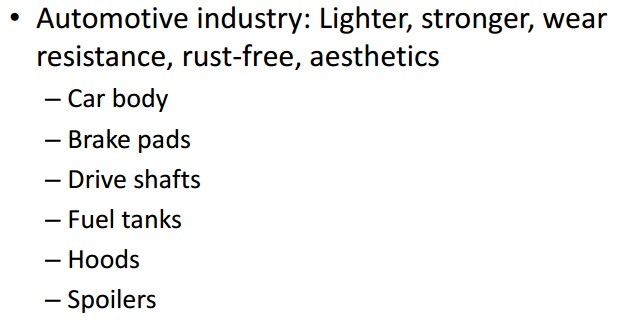 • Automotive industry: Lighter, stronger, wear
resistance, rust-free, aesthetics
– Car body
– Brake pads
– Drive shafts
– Fuel tanks
– Hoods
– Spoilers